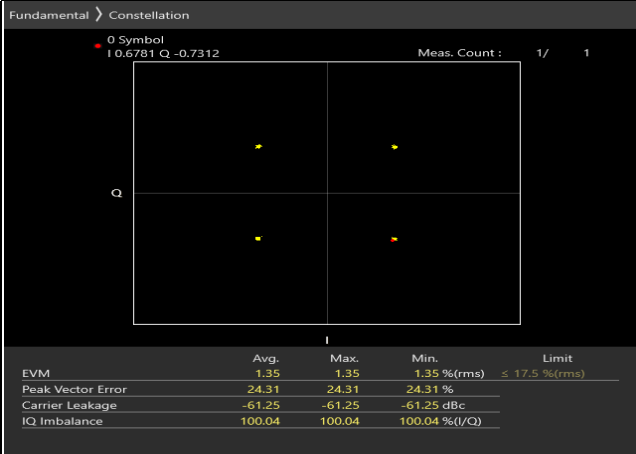 Fundamental 〉 Constellation
0 Symbol
I 0.6781 Q -0.7312
Meas. Count : 1/ 1
Q
I
Avg. Max. Min. Limit
EVM 1.35 1.35 1.35 %(rms) ≤ 17.5 %(rms)
Peak Vector Error 24.31 24.31 24.31 %
Carrier Leakage -61.25 -61.25 -61.25 dBc
IQ Imbalance 100.04 100.04 100.04 %(I/Q)